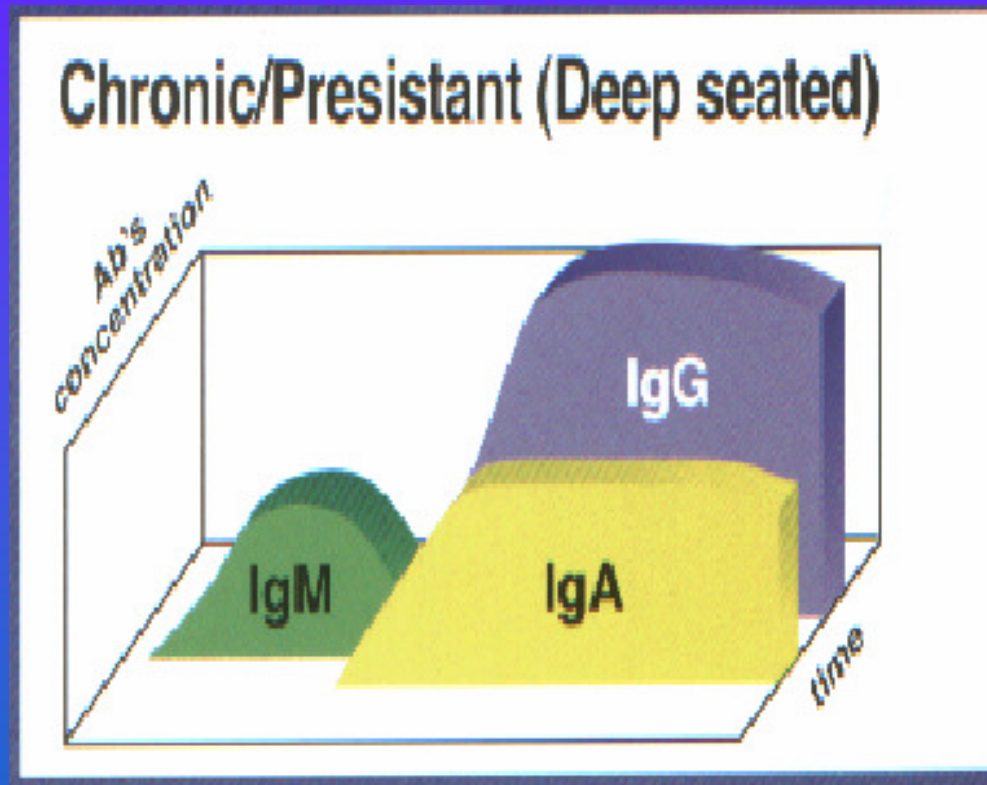 Chronic/Presistant (Deep seated)
Ab's
concentration
IgG
IgM
IgA
time